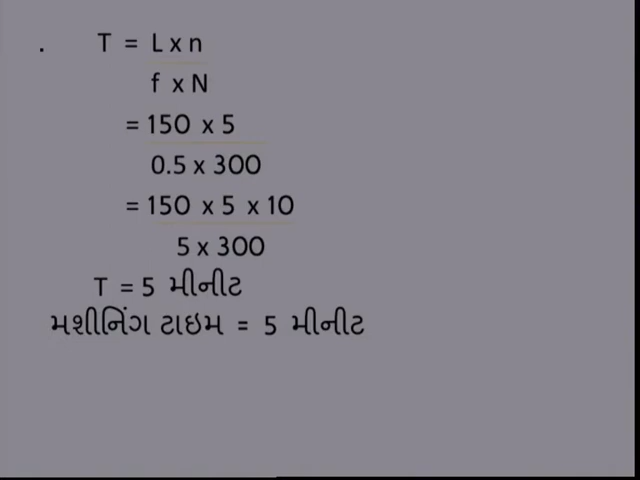 . T = L x n
f x N
= 150 x 5
0.5 x 300
= 150 x 5 x 10
5 x 300
T = 5 મીનીટ
મશીનિંગ ટાઇમ = 5 મીનીટ